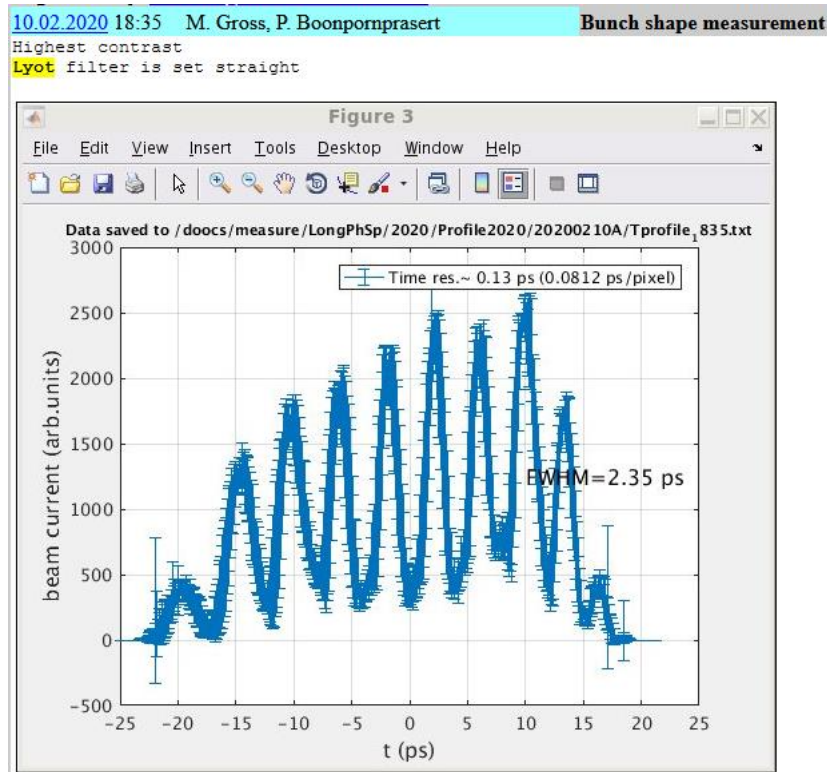 10.02.2020 18:35 M. Gross, P. Boonpornprasert Bunch shape measurement
Highest contrast
Lyot filter is set straight
Figure 3
File Edit View Insert Tools Desktop Window Help
Data saved to /doocs/measure/LongPhSp/2020/Profile2020/20200210A/Tprofile_1835.txt
3000
Time res.~ 0.13 ps (0.0812 ps/pixel)
2500
2000
1500
FWHM=2.35 ps
1000
500
0
-500
beam current (arb.units)
-25 -20 -15 -10 -5 0 5 10 15 20 25
t (ps)